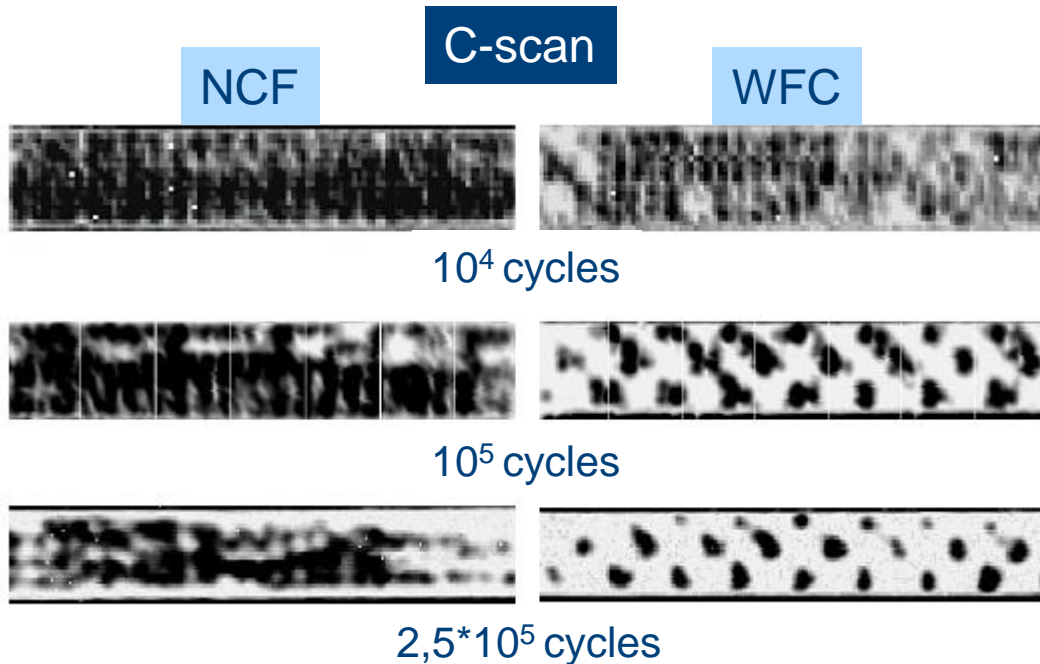 C-scan
NCF
WFC
10⁴ cycles
10⁵ cycles
2,5*10⁵ cycles